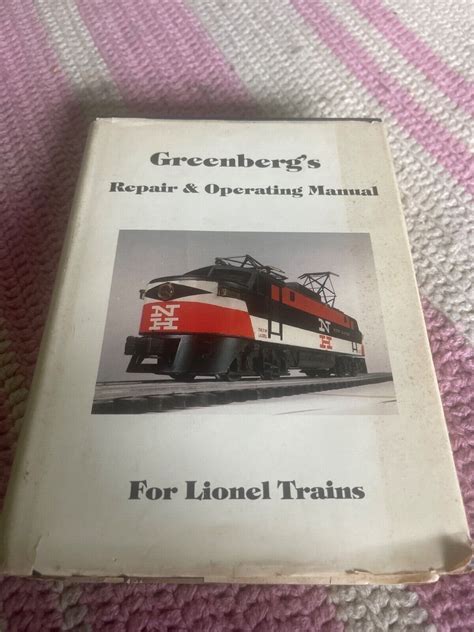 Greenberg's
Repair & Operating Manual
N
H
N
For Lionel Trains